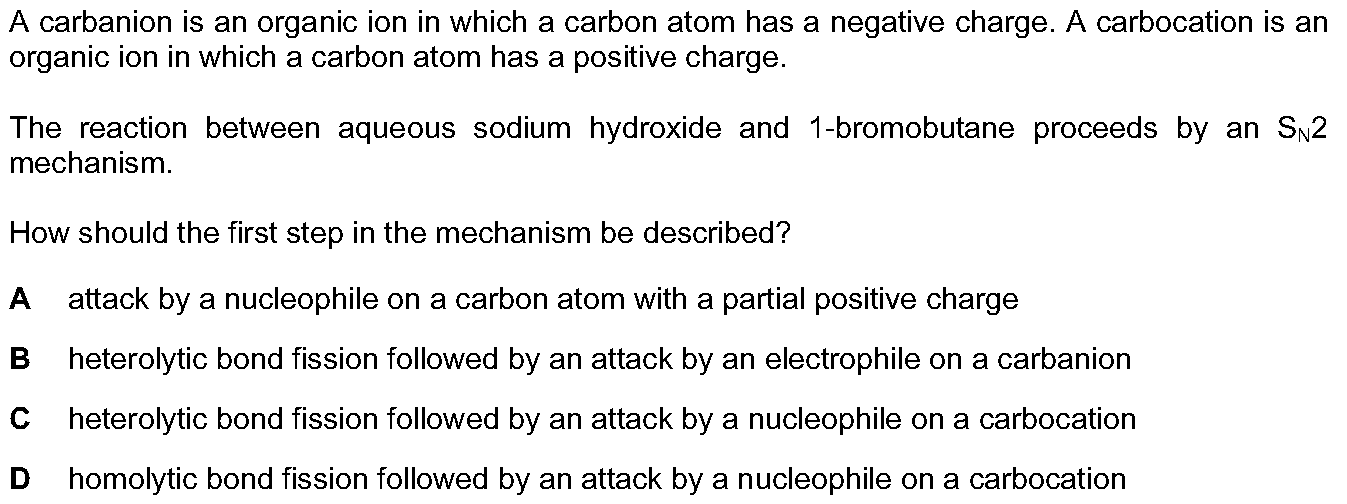 A carbanion is an organic ion in which a carbon atom has a negative charge. A carbocation is an
organic ion in which a carbon atom has a positive charge.
The reaction between aqueous sodium hydroxide and 1-bromobutane proceeds by an SN2
mechanism.
How should the first step in the mechanism be described?
A attack by a nucleophile on a carbon atom with a partial positive charge
B heterolytic bond fission followed by an attack by an electrophile on a carbanion
C heterolytic bond fission followed by an attack by a nucleophile on a carbocation
D homolytic bond fission followed by an attack by a nucleophile on a carbocation